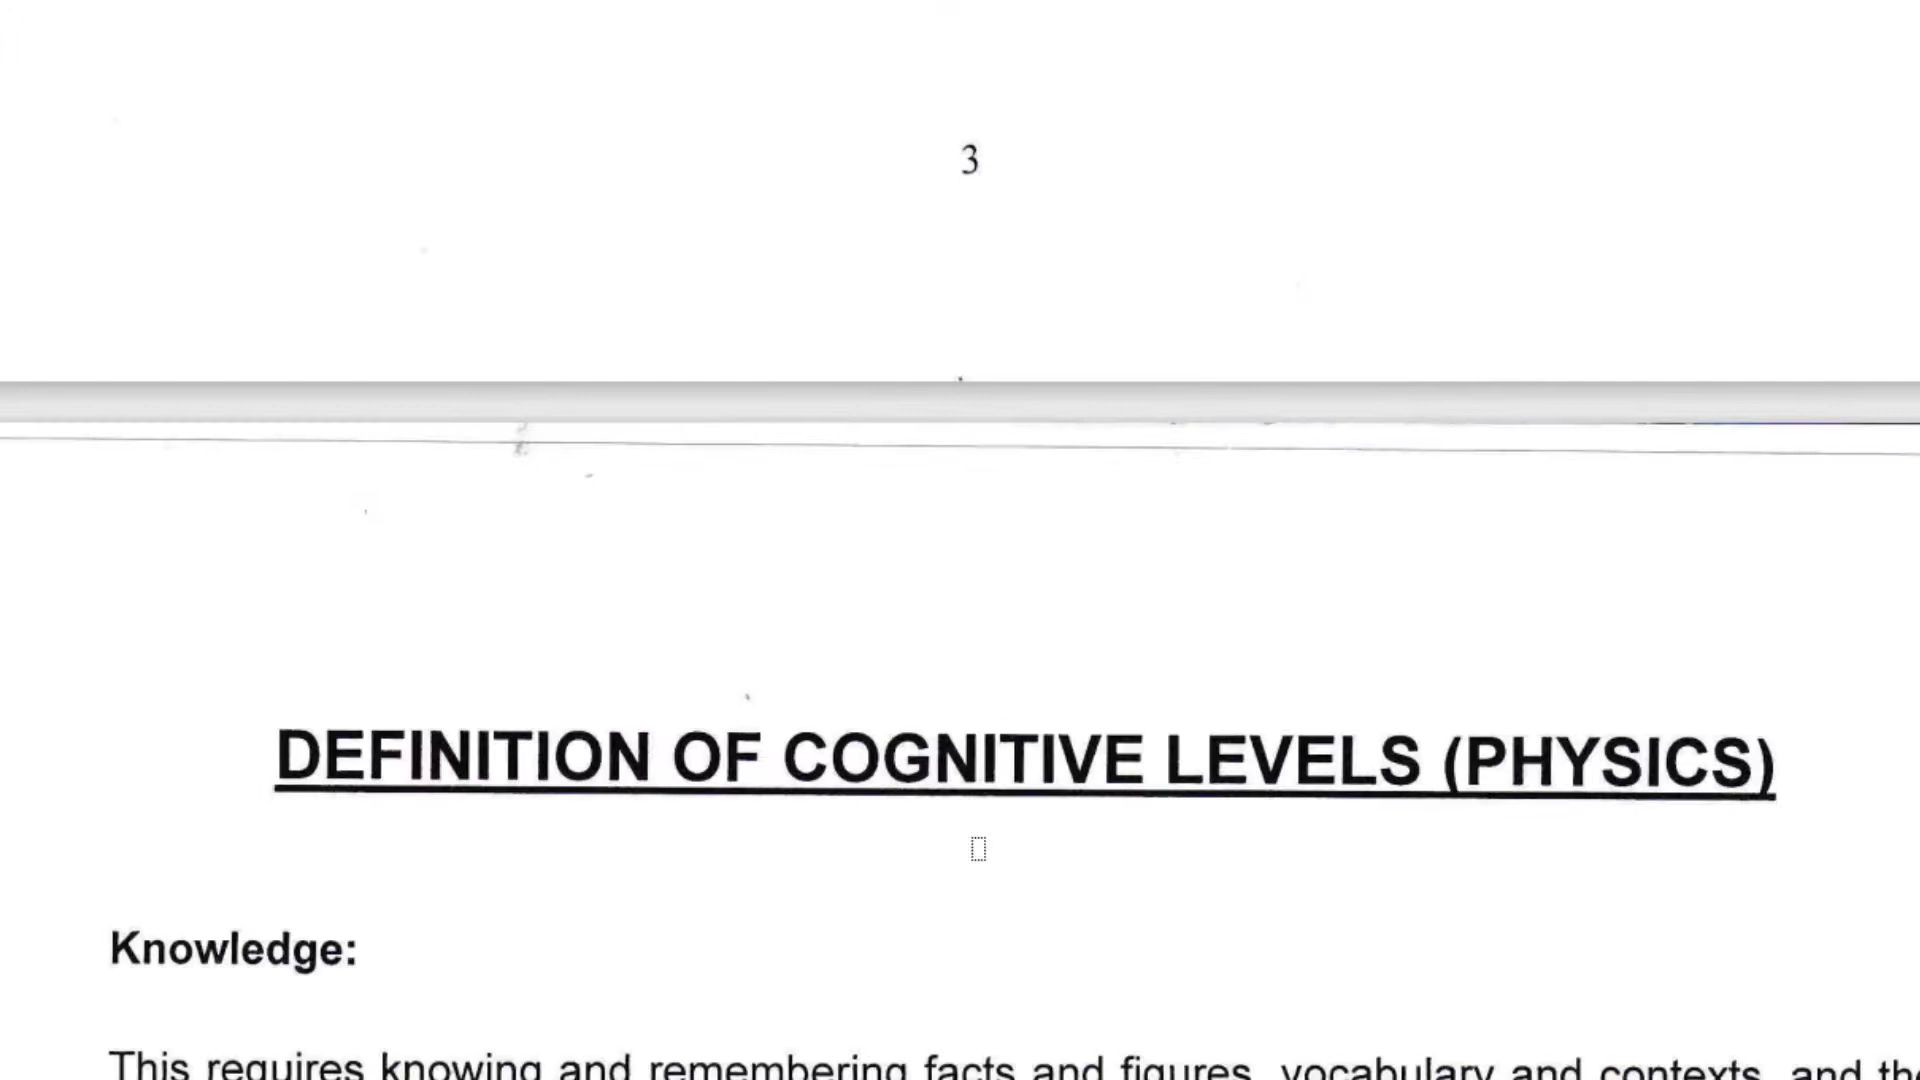 3
DEFINITION OF COGNITIVE LEVELS (PHYSICS)
Knowledge:
This requires knowing and remembering facts and figures, vocabulary and contexts, and the